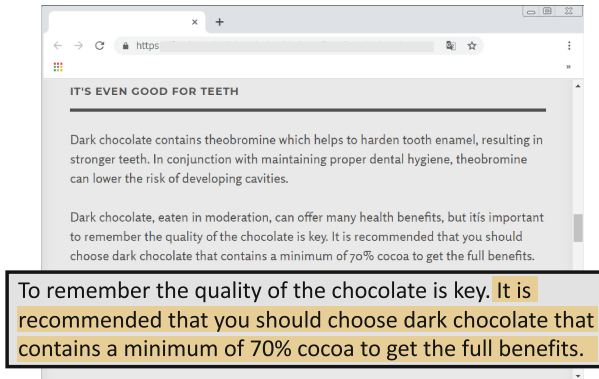 https
IT'S EVEN GOOD FOR TEETH
Dark chocolate contains theobromine which helps to harden tooth enamel, resulting in
stronger teeth. In conjunction with maintaining proper dental hygiene, theobromine
can lower the risk of developing cavities.
Dark chocolate, eaten in moderation, can offer many health benefits, but itís important
to remember the quality of the chocolate is key. It is recommended that you should
choose dark chocolate that contains a minimum of 70% cocoa to get the full benefits.
To remember the quality of the chocolate is key. It is
recommended that you should choose dark chocolate that
contains a minimum of 70% cocoa to get the full benefits.